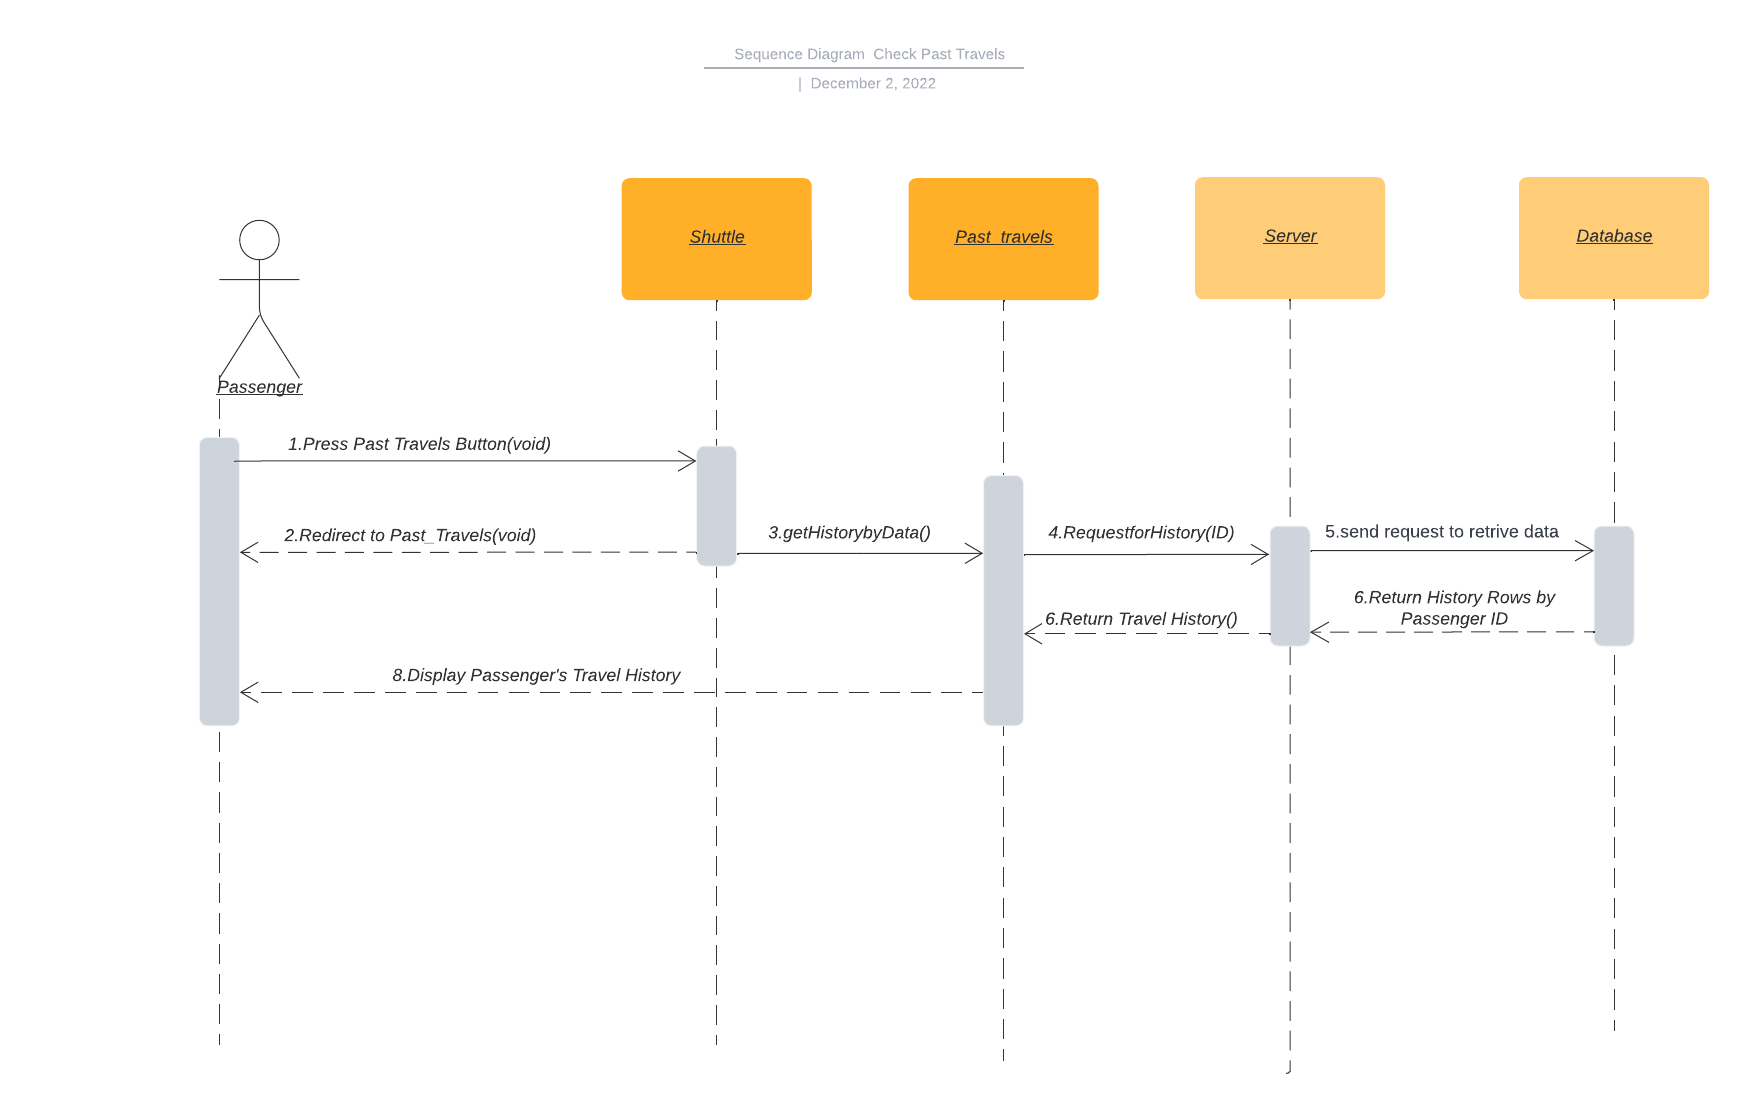 Sequence Diagram  Check Past Travels
|  December 2, 2022
Shuttle
Past_travels
Server
Database
Passenger
1.Press Past Travels Button(void)
2.Redirect to Past_Travels(void)
3.getHistorybyData()
4.RequestforHistory(ID)
5.send request to retrive data
6.Return History Rows by
Passenger ID
6.Return Travel History()
8.Display Passenger's Travel History